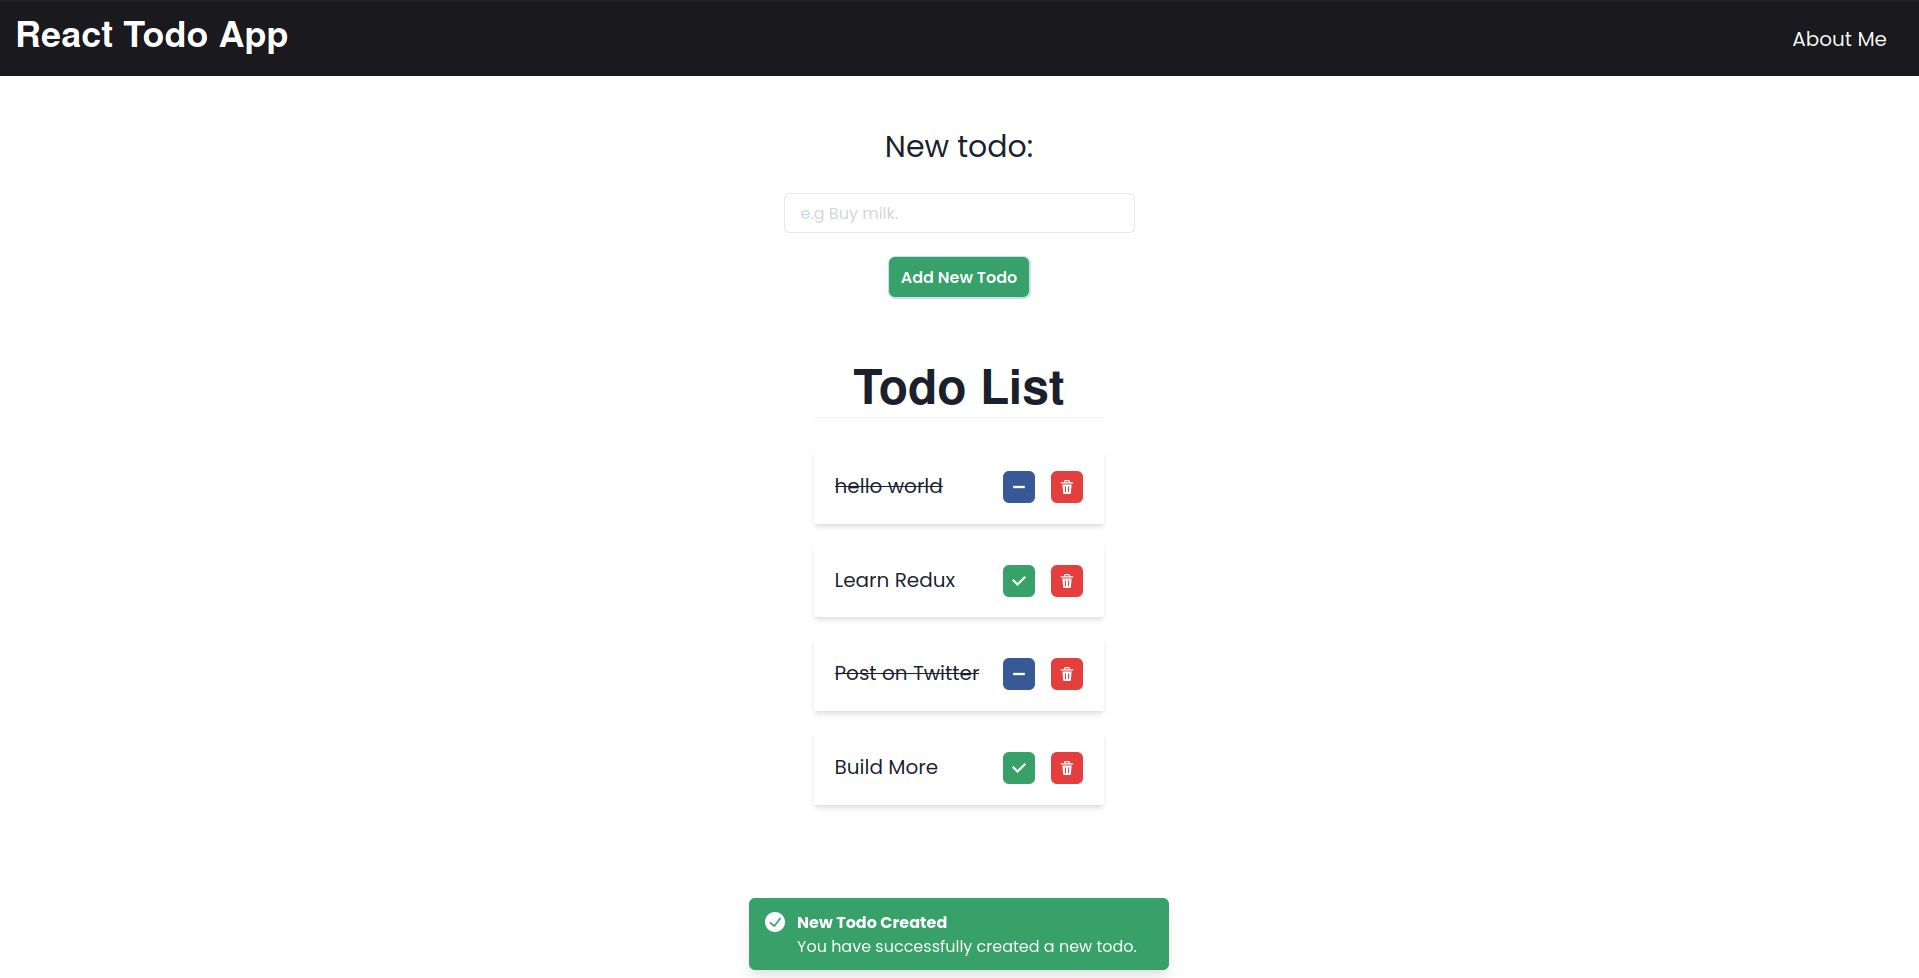 React Todo App
About Me
New todo:
e.g Buy milk.
Add New Todo
Todo List
hello world
Learn Redux
Post on Twitter
Build More
New Todo Created
You have successfully created a new todo.